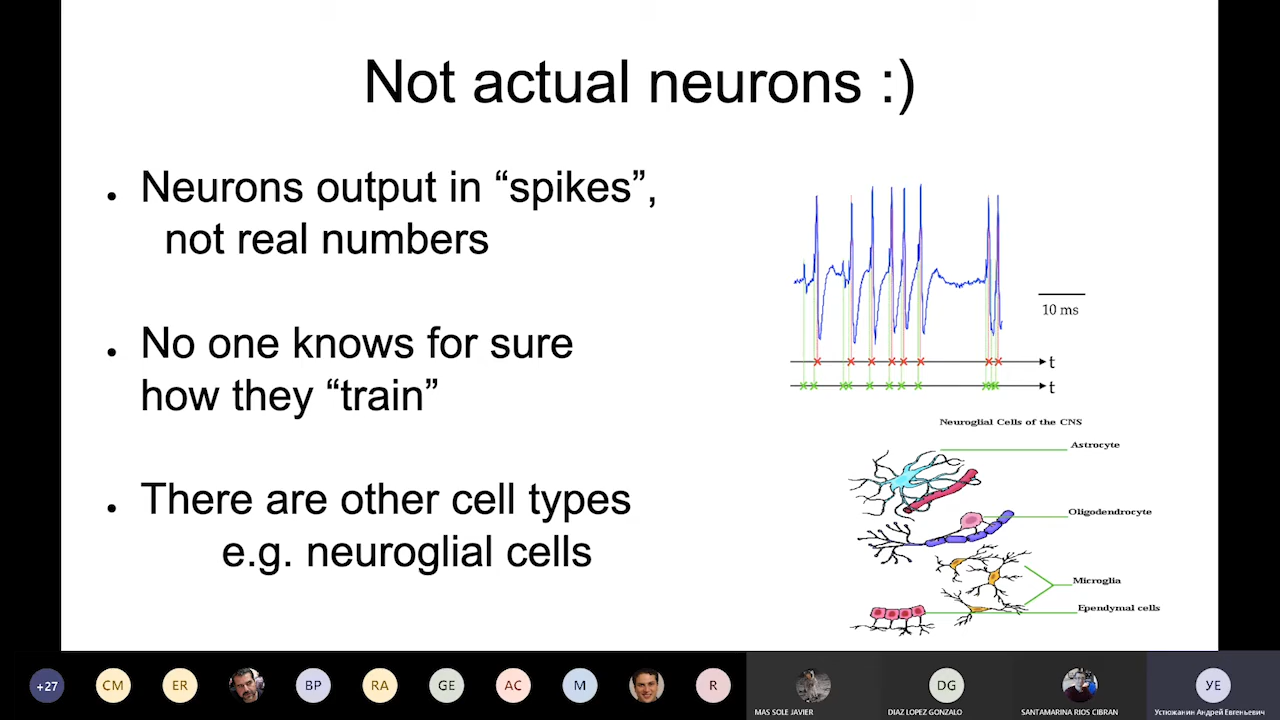 Not actual neurons :)
• Neurons output in “spikes”,
not real numbers
• No one knows for sure
how they “train”
• There are other cell types
e.g. neuroglial cells
10 ms
t
t
Neuroglial Cells of the CNS
Astrocyte
Oligodendrocyte
Microglia
Ependymal cells
+27
CM
ER
BP
RA
GE
AC
M
R
DG
УЕ
MAS SOLE JAVIER
DIAZ LOPEZ GONZALO
SANTAMARINA RIOS CIBRAN
Устюжанин Андрей Евгеньевич